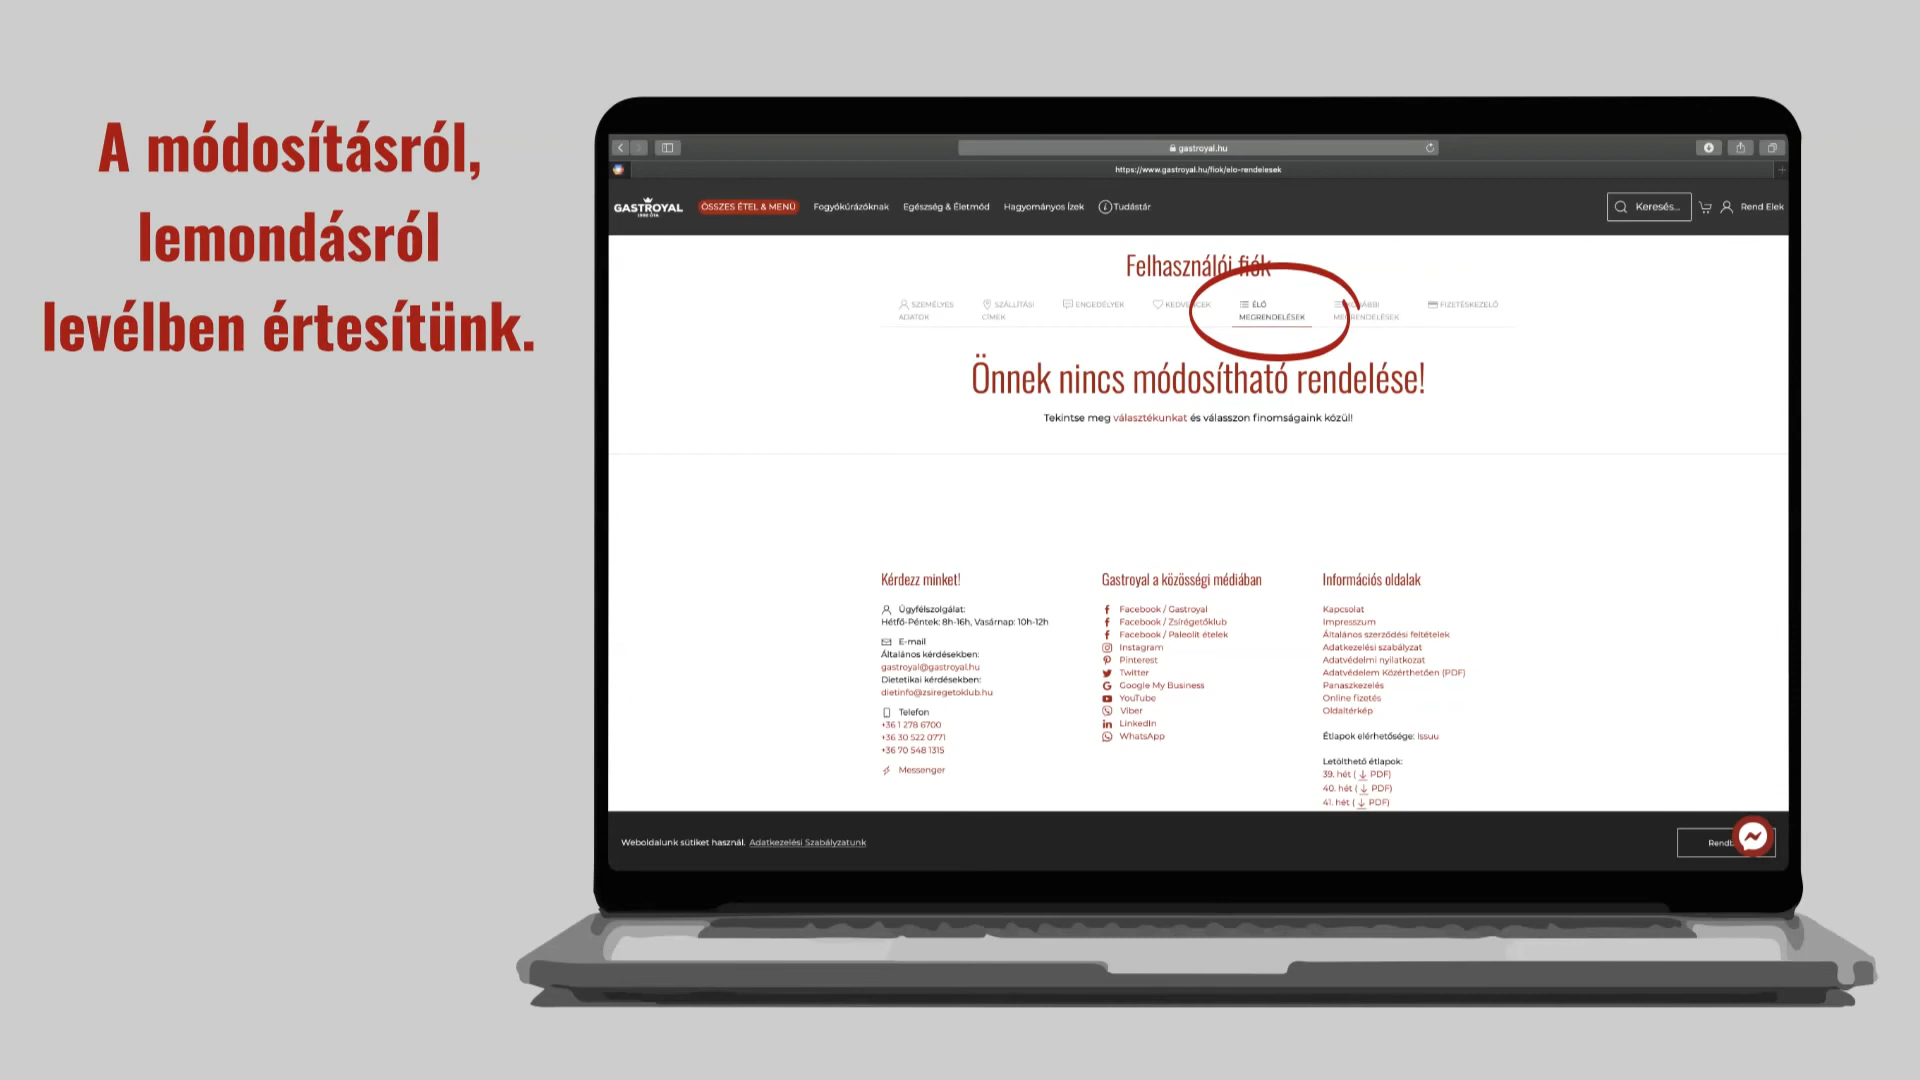 A módosításról,
lemondásról
levélben értesítünk.
gastroyal.hu
https://www.gastroyal.hu/fiok/elo-rendelesek
GASTROYAL
ÖSSZES ÉTEL & MENÜ Fogyókúrázóknak Egészség & Életmód Hagyományos Ízek Tudástár Keresés... Rend Elek
Felhasználói fiók
SZEMÉLYES ADATOK
SZÁLLÍTÁSI CÍMEK
ENGEDÉLYEK
KEDVENCEK
ÉLŐ
MEGRENDELÉSEK
KORÁBBI
MEGRENDELÉSEK
FIZETÉSKEZELŐ
Önnek nincs módosítható rendelése!
Tekintse meg választékunkat és válasszon finomságaink közül!
Kérdezz minket!
Ügyfélszolgálat:
Hétfő-Péntek: 8h-16h, Vasárnap: 10h-12h
E-mail
Általános kérdésekben:
gastroyal@gastroyal.hu
Dietetikai kérdésekben:
dietinfo@zsiregetoklub.hu
Telefon
+36 1 278 6700
+36 30 522 0771
+36 70 548 1315
Messenger
Gastroyal a közösségi médiában
Facebook / Gastroyal
Facebook / Zsírégetőklub
Facebook / Paleolit ételek
Instagram
Pinterest
Twitter
Google My Business
YouTube
Viber
LinkedIn
WhatsApp
Információs oldalak
Kapcsolat
Impresszum
Általános szerződési feltételek
Adatkezelési szabályzat
Adatvédelmi nyilatkozat
Adatvédelem Közérthetően (PDF)
Panaszkezelés
Online fizetés
Oldaltérkép
Étlapok elérhetősége: Issuu
Letölthető étlapok:
39. hét ( PDF)
40. hét ( PDF)
41. hét ( PDF)
Weboldalunk sütiket használ. Adatkezelési Szabályzatunk